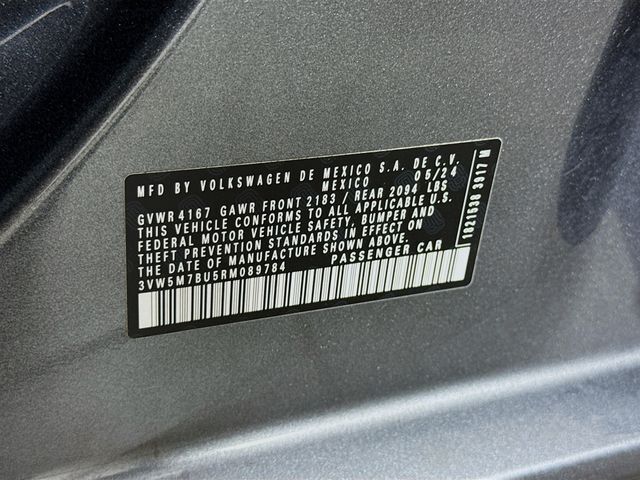 MFD BY VOLKSWAGEN DE MEXICO S.A. DE C.V.
MEXICO 05/24
GVWR 4167 GAWR FRONT 2183 / REAR 2094 LBS
THIS VEHICLE CONFORMS TO ALL APPLICABLE U.S.
FEDERAL MOTOR VEHICLE SAFETY, BUMPER AND
THEFT PREVENTION STANDARDS IN EFFECT ON
THE DATE OF MANUFACTURE SHOWN ABOVE.
3VW5M7BU5RM089784 PASSENGER CAR
3917 M